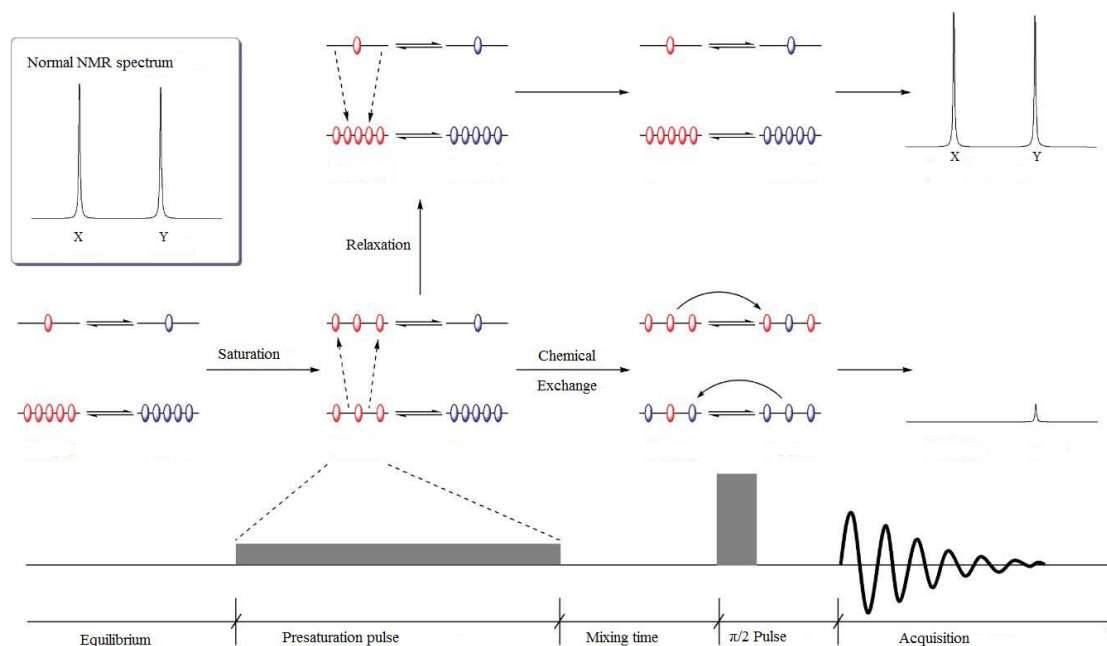 Normal NMR spectrum
X Y
X Y
Relaxation
Saturation
Chemical
Exchange
Equilibrium
Presaturation pulse
Mixing time
π/2 Pulse
Acquisition